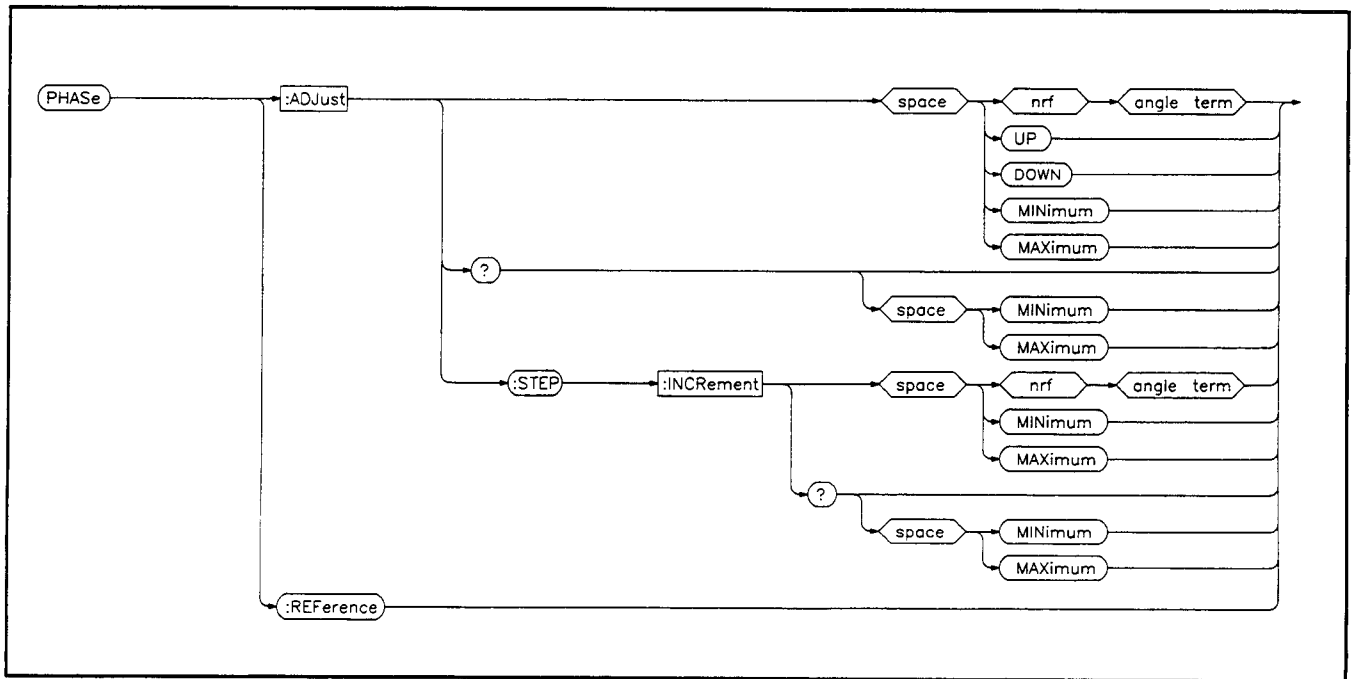 PHASe :ADJust space nrf angle term
UP
DOWN
MINimum
MAXimum
?
space MINimum
MAXimum
:STEP :INCRement space nrf angle term
MINimum
MAXimum
?
space MINimum
MAXimum
:REFerence